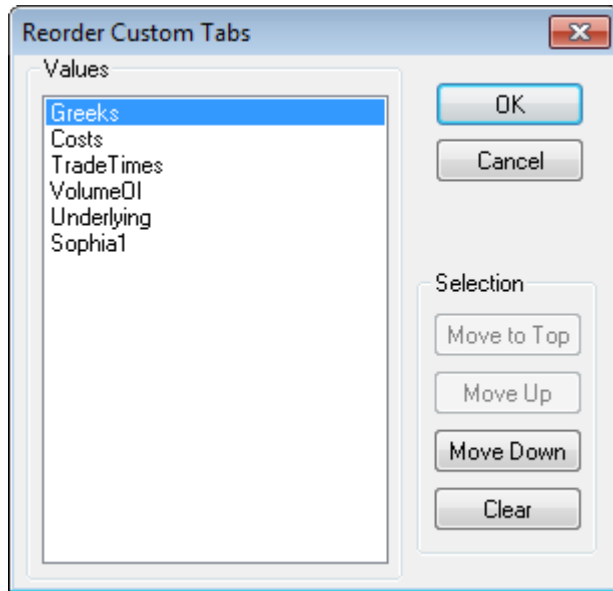 Reorder Custom Tabs
Values
Greeks
Costs
TradeTimes
VolumeOI
Underlying
Sophia1
OK
Cancel
Selection
Move to Top
Move Up
Move Down
Clear